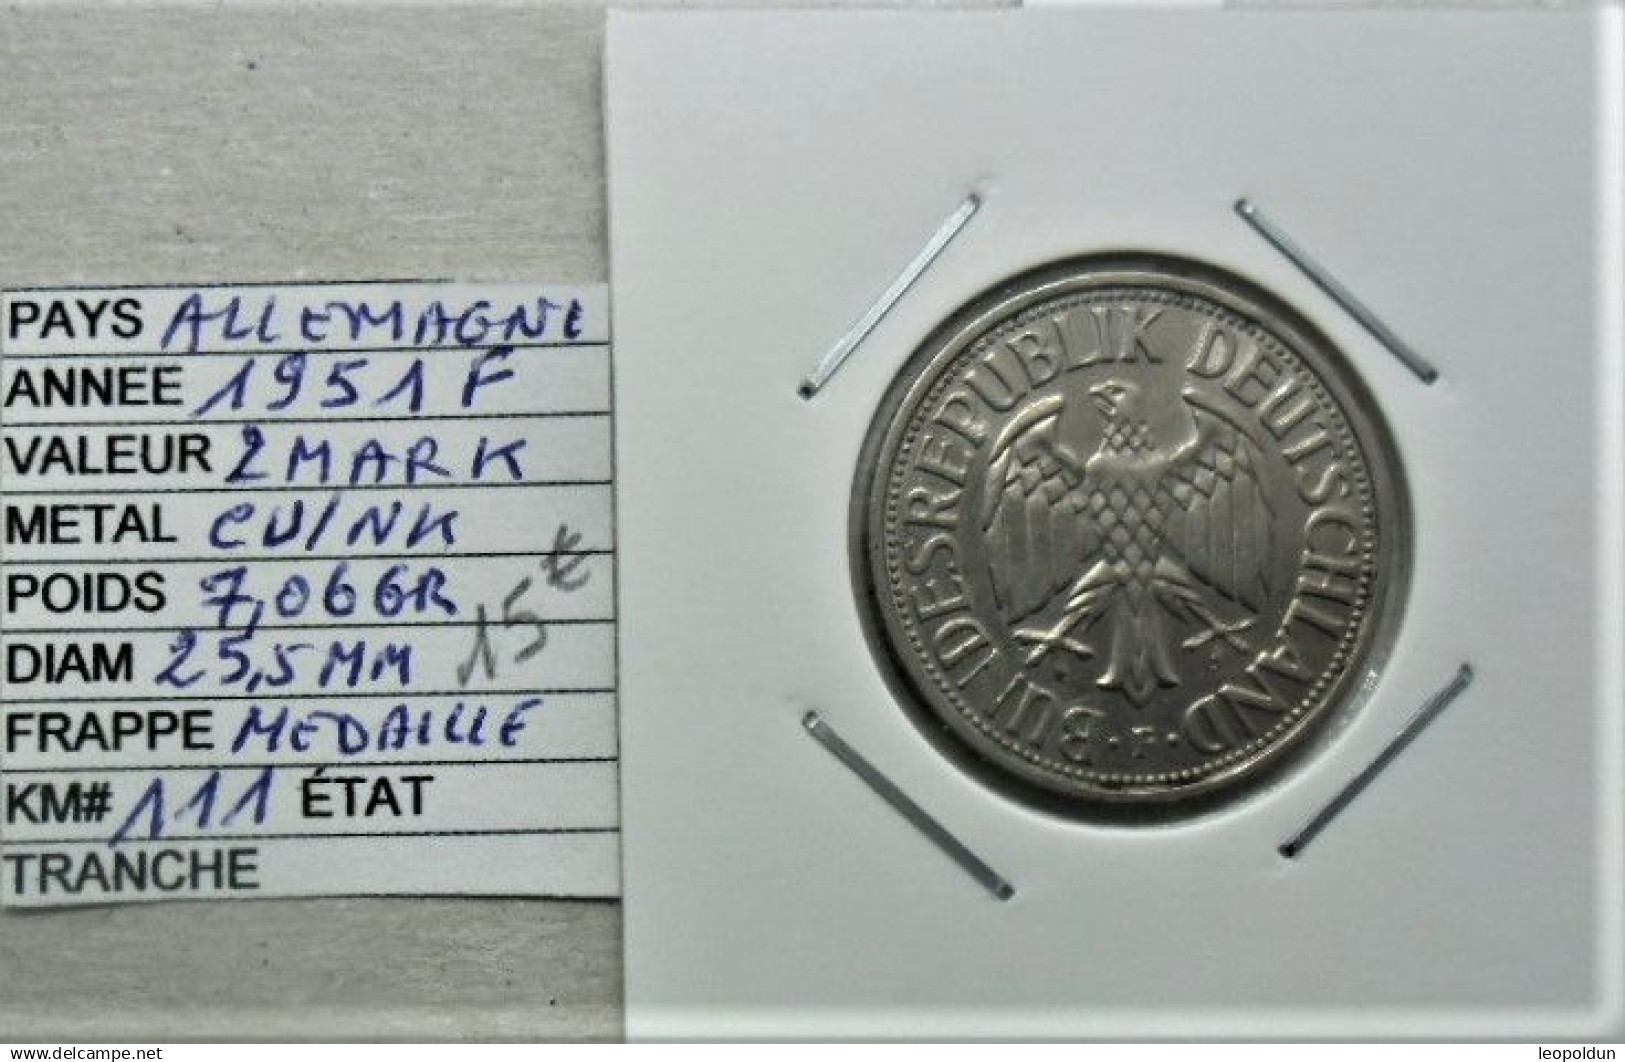 PAYS ALLEMAGNE
ANNEE 1951 F
VALEUR 2 MARK
METAL CU/NK
POIDS 7,06 GR
15 €
DIAM 25,5 MM
FRAPPE MEDAILLE
KM# 111 ÉTAT
TRANCHE
BUNDESREPUBLIK DEUTSCHLAND
F
www.delcampe.net
leopoldun